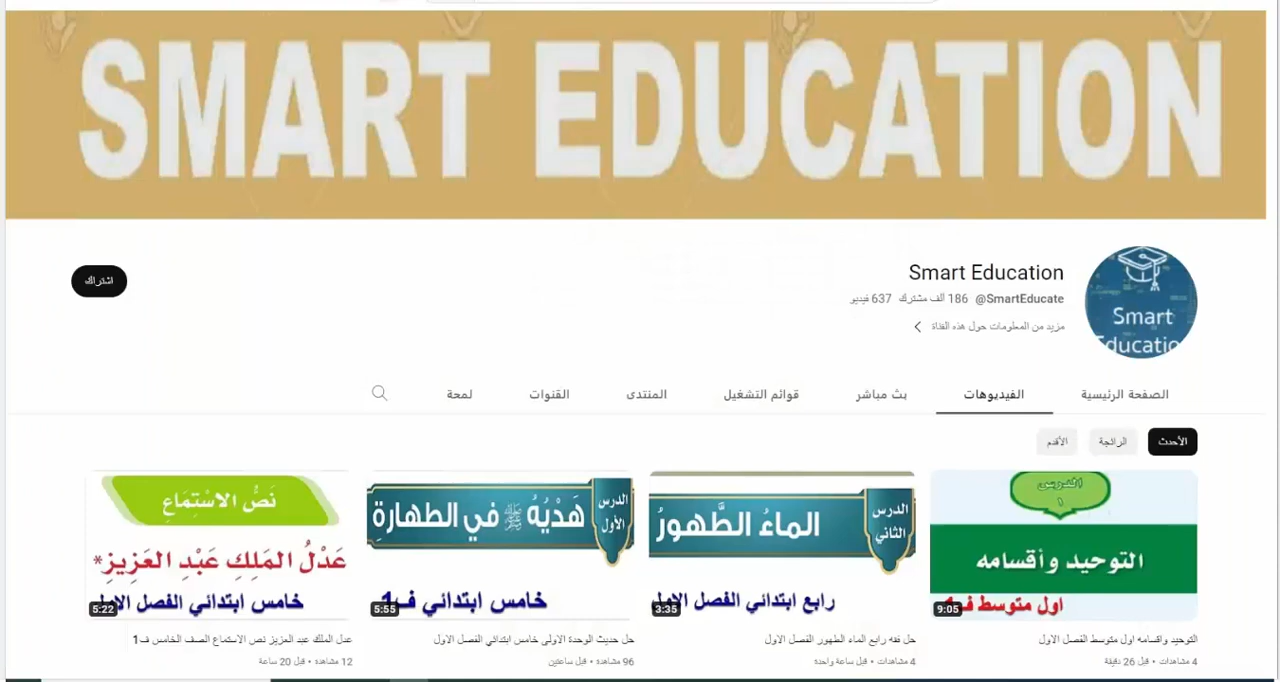 SMART EDUCATION
Smart Education
@SmartEducate 186 ألف مشترك 637 فيديو
مزيد من المعلومات حول هذه القناة
اشتراك
Smart
Education
الصفحة الرئيسية
الفيديوهات
بث مباشر
قوائم التشغيل
المنتدى
القنوات
لمحة
الأحدث
الرائجة
الأقدم
الدرس
١
التوحيد وأقسامه
اول متوسط ف1
9:05
التوحيد واقسامه اول متوسط الفصل الاول
4 مشاهدات • قبل 26 دقيقة
الدرس
الثاني
الماءُ الطَّهورُ
رابع ابتدائي الفصل الاول
3:35
حل فقه رابع الماء الطهور الفصل الاول
4 مشاهدات • قبل ساعة واحدة
الدرس
الأول
هَدْيُهُ ﷺ في الطهارةِ
خامس ابتدائي ف1
5:55
حل حديث الوحدة الاولى خامس ابتدائي الفصل الاول
96 مشاهدة • قبل ساعتين
نَصُّ الاسْتِمَاعِ
عَدْلُ المَلِكِ عَبْدِ العَزِيزِ*
خامس ابتدائي الفصل الاول
5:22
عدل الملك عبد العزيز نص الاستماع الصف الخامس ف1
12 مشاهدة • قبل 20 ساعة